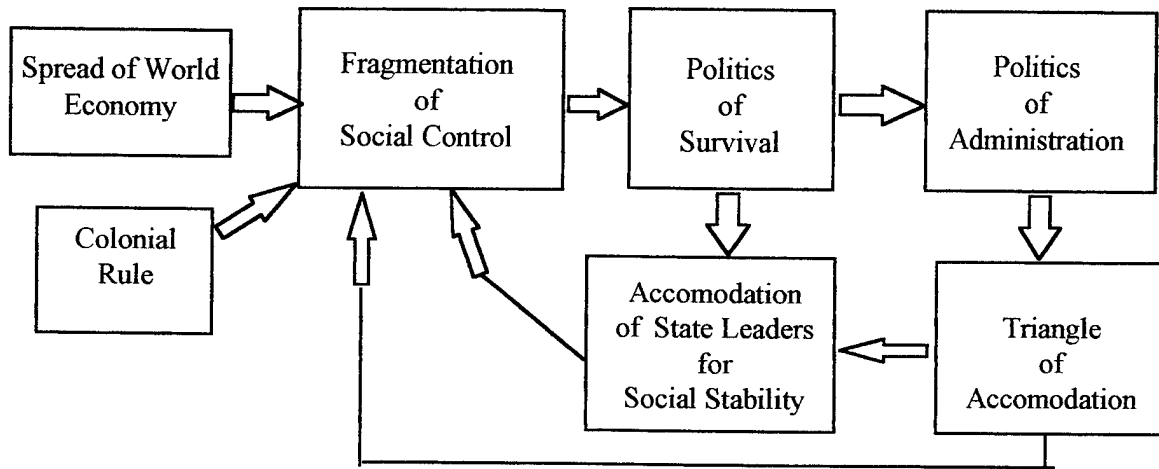 Spread of World
Economy
Fragmentation
of
Social Control
Politics
of
Survival
Politics
of
Administration
Colonial
Rule
Accomodation
of State Leaders
for
Social Stability
Triangle
of
Accomodation